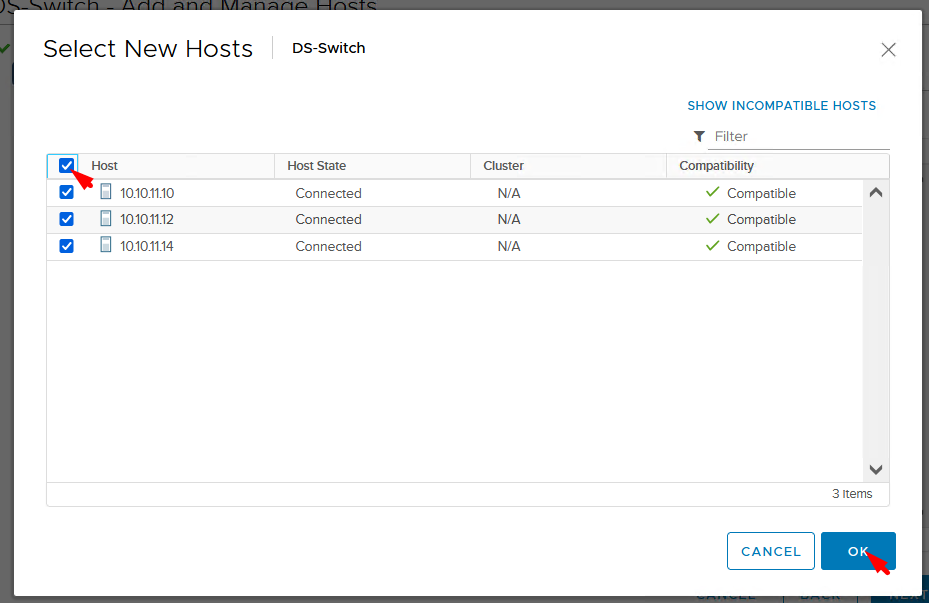 DS-Switch - Add and Manage Hosts
Select New Hosts DS-Switch
SHOW INCOMPATIBLE HOSTS
Filter
Host Host State Cluster Compatibility
10.10.11.10 Connected N/A Compatible
10.10.11.12 Connected N/A Compatible
10.10.11.14 Connected N/A Compatible
3 items
CANCEL OK
CANCEL BACK NEXT